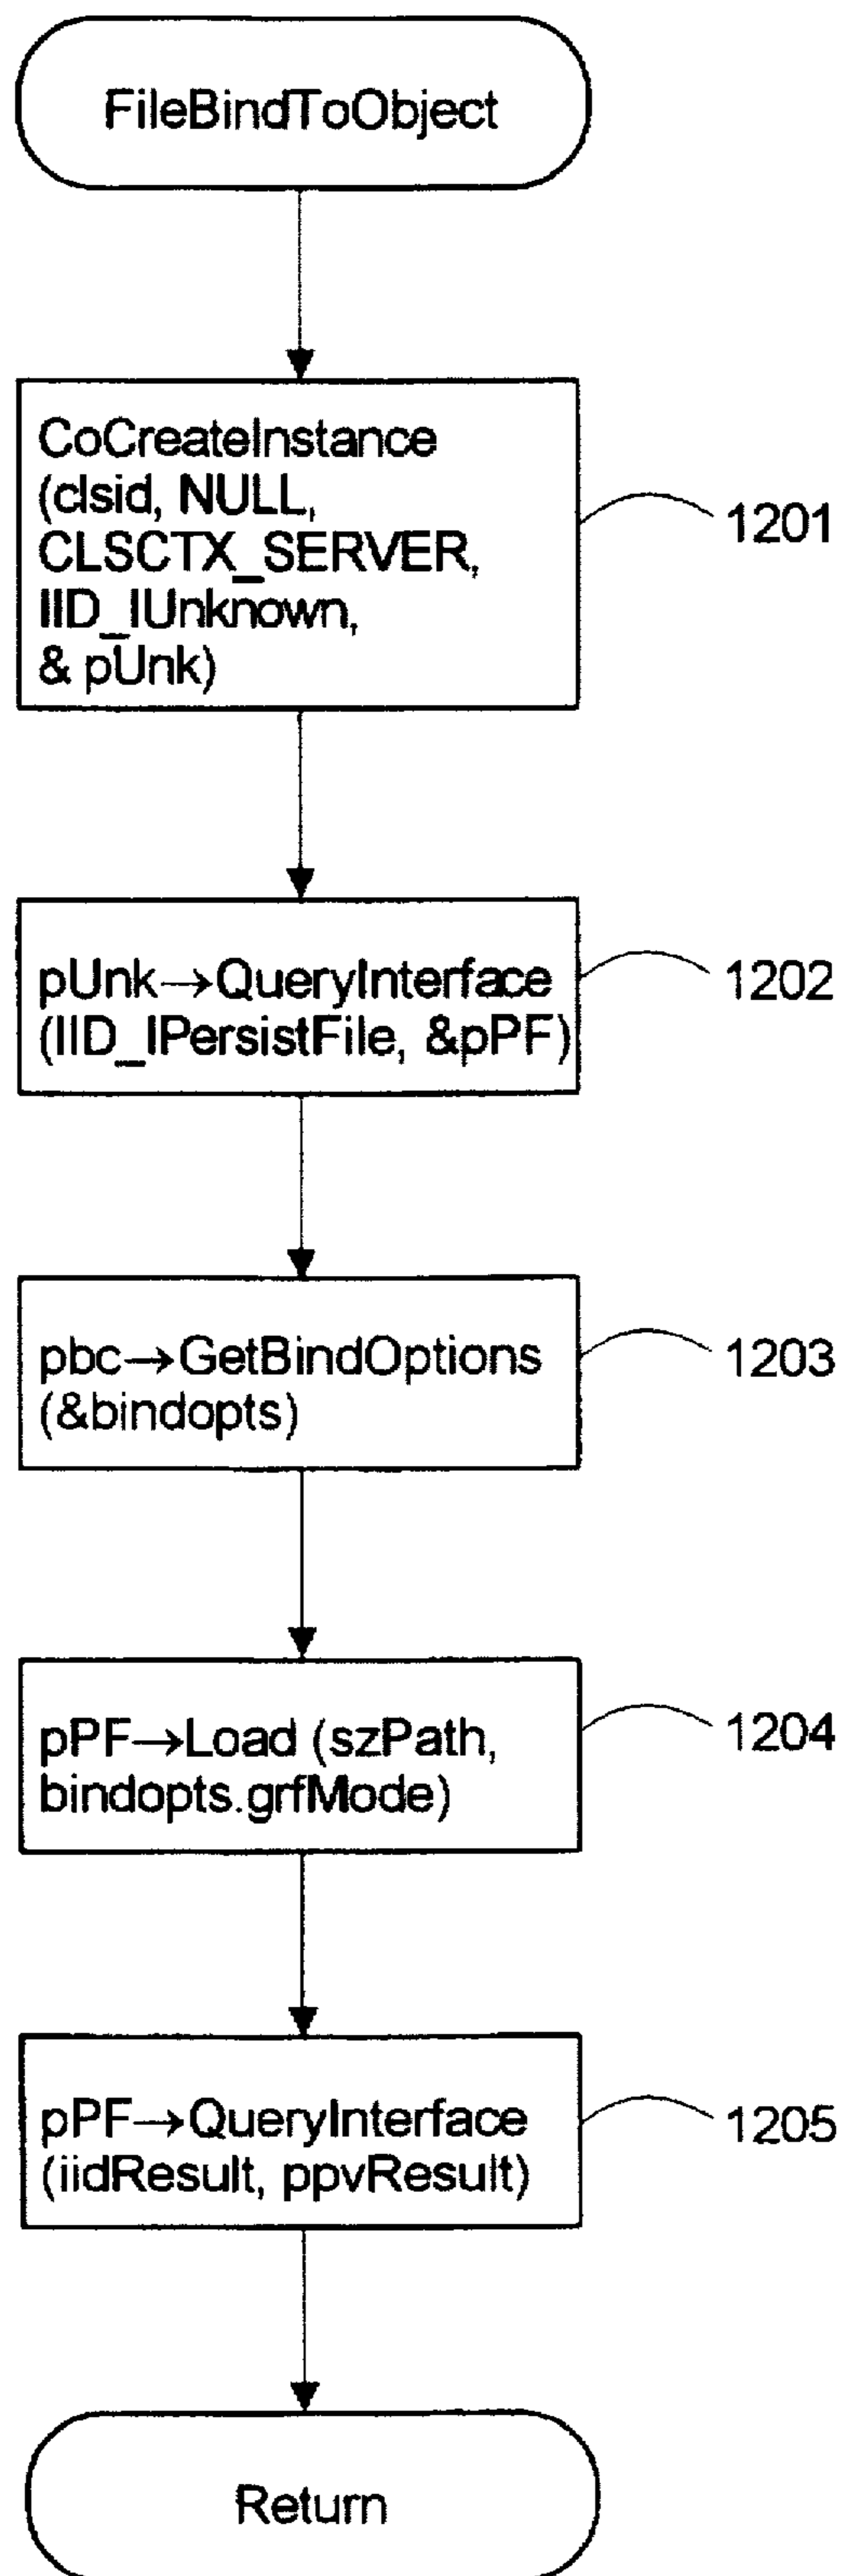 FileBindToObject
CoCreateInstance
(clsid, NULL,
CLSCTX_SERVER,
IID_IUnknown,
& pUnk)
1201
pUnk→QueryInterface
(IID_IPersistFile, &pPF)
1202
pbc→GetBindOptions
(&bindopts)
1203
pPF→Load (szPath,
bindopts.grfMode)
1204
pPF→QueryInterface
(iidResult, ppvResult)
1205
Return